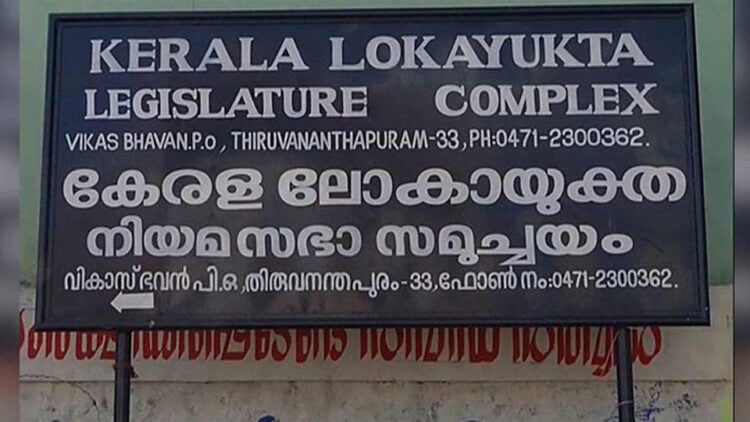 KERALA LOKAYUKTA
LEGISLATURE COMPLEX
VIKAS BHAVAN.P.O, THIRUVANANTHAPURAM-33,PH:0471-2300362.
കേരള ലോകായുക്ത
നിയമസഭാ സമുച്ചയം
വികാസ് ഭവൻ പി.ഒ,തിരുവനന്തപുരം-33,ഫോൺ നം:0471-2300362.